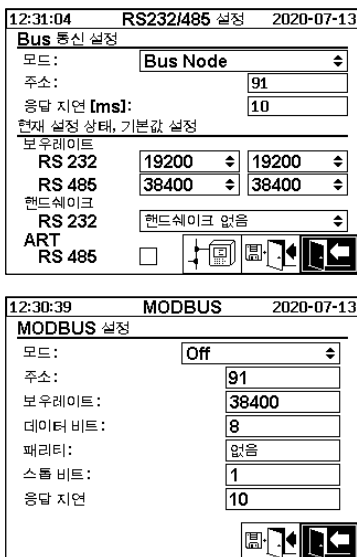 12:31:04 RS232/485 설정 2020-07-13
Bus 통신 설정
모드: Bus Node
주소: 91
응답 지연 [ms]: 10
현재 설정 상태, 기본값 설정
보우레이트
RS 232 19200 19200
RS 485 38400 38400
핸드쉐이크
RS 232 핸드쉐이크 없음
ART
RS 485
12:30:39 MODBUS 2020-07-13
MODBUS 설정
모드: Off
주소: 91
보우레이트: 38400
데이터 비트: 8
패리티: 없음
스톱 비트: 1
응답 지연 10